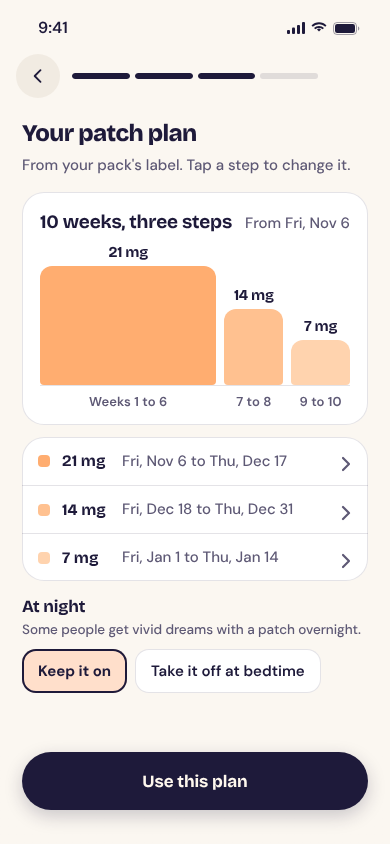 9:41
Your patch plan
From your pack's label. Tap a step to change it.
10 weeks, three steps From Fri, Nov 6
21 mg
14 mg
7 mg
Weeks 1 to 6 7 to 8 9 to 10
21 mg Fri, Nov 6 to Thu, Dec 17
14 mg Fri, Dec 18 to Thu, Dec 31
7 mg Fri, Jan 1 to Thu, Jan 14
At night
Some people get vivid dreams with a patch overnight.
Keep it on Take it off at bedtime
Use this plan